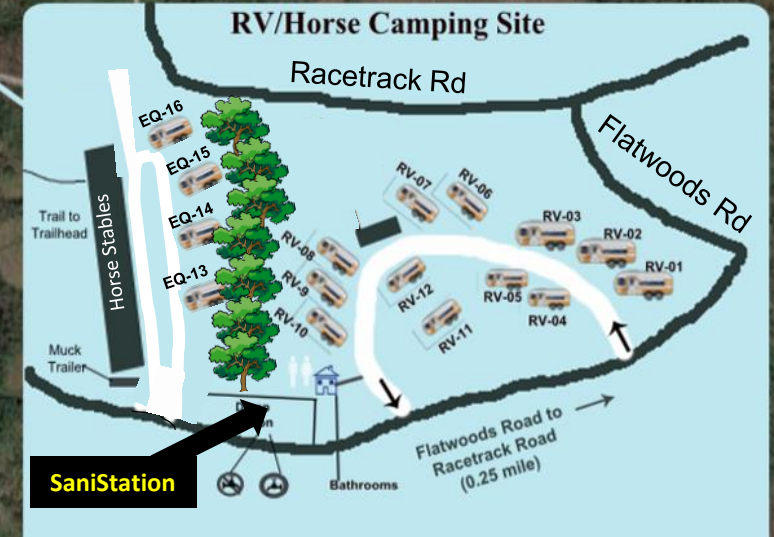 RV/Horse Camping Site
Racetrack Rd
Flatwoods Rd
EQ-16
EQ-15
EQ-14
EQ-13
Trail to
Trailhead
Horse Stables
RV-07
RV-06
RV-03
RV-02
RV-01
RV-08
RV-9
RV-10
RV-12
RV-11
RV-05
RV-04
Muck
Trailer
Flatwoods Road to
Racetrack Road
(0.25 mile)
SaniStation
Bathrooms